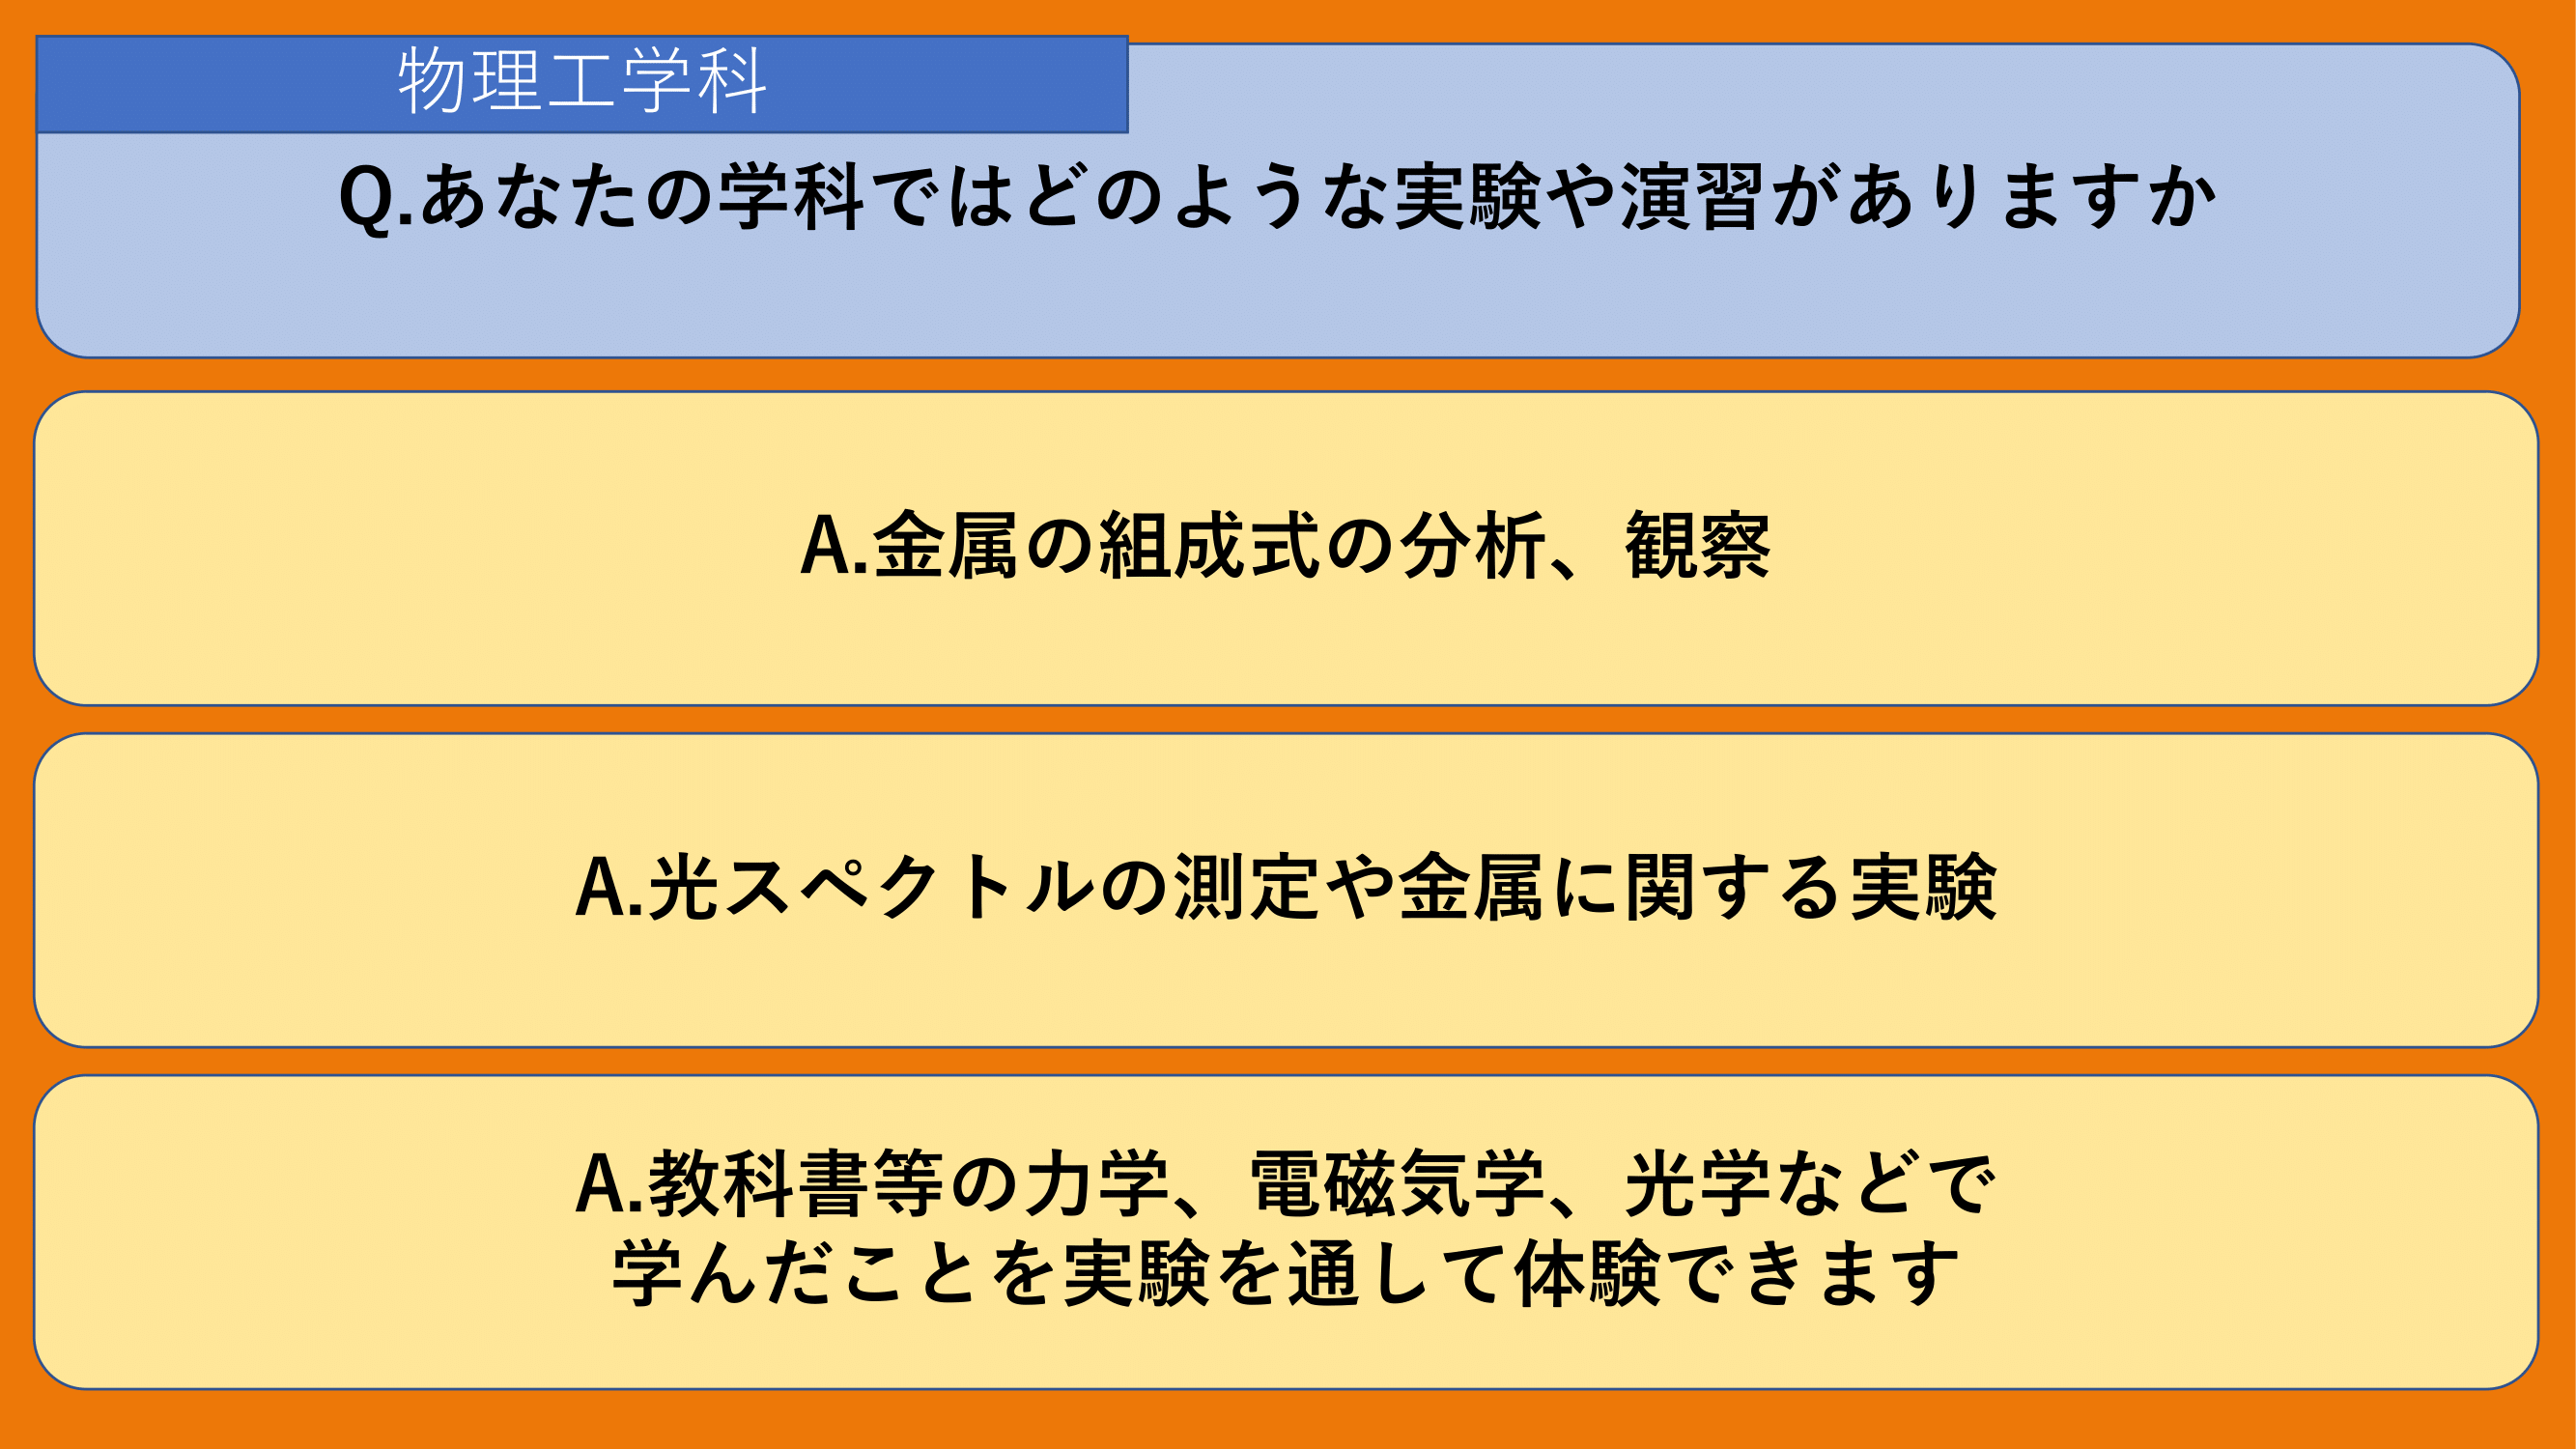 物理工学科
Q.あなたの学科ではどのような実験や演習がありますか
A.金属の組成式の分析、観察
A.光スペクトルの測定や金属に関する実験
A.教科書等の力学、電磁気学、光学などで
学んだことを実験を通して体験できます